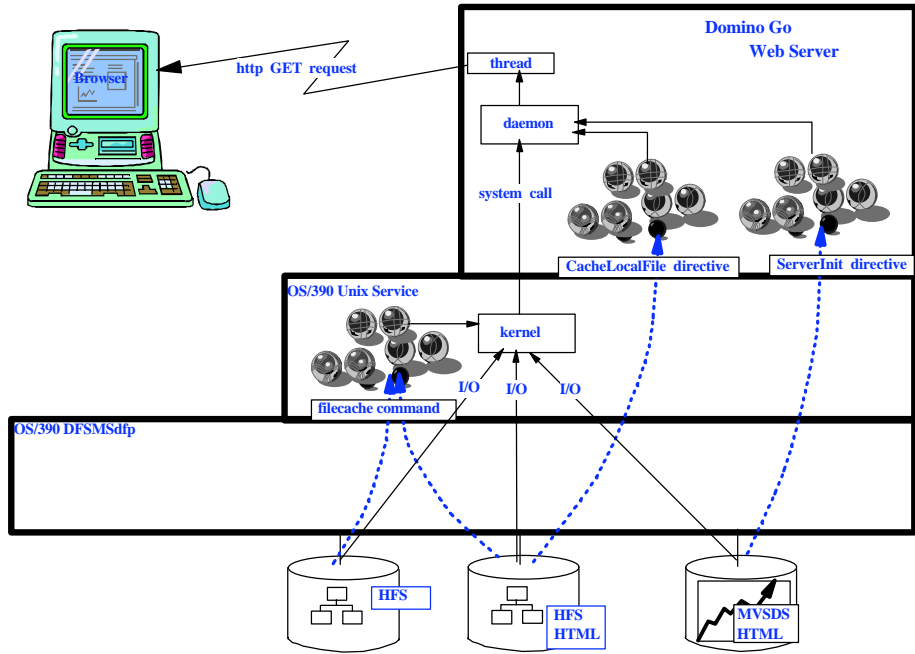 Domino Go
Web Server
thread
http GET request
Browser
daemon
system call
CacheLocalFile directive
ServerInit directive
OS/390 Unix Service
kernel
I/O
I/O
I/O
filecache command
OS/390 DFSMSdfp
HFS
HFS
HTML
MVSDS
HTML